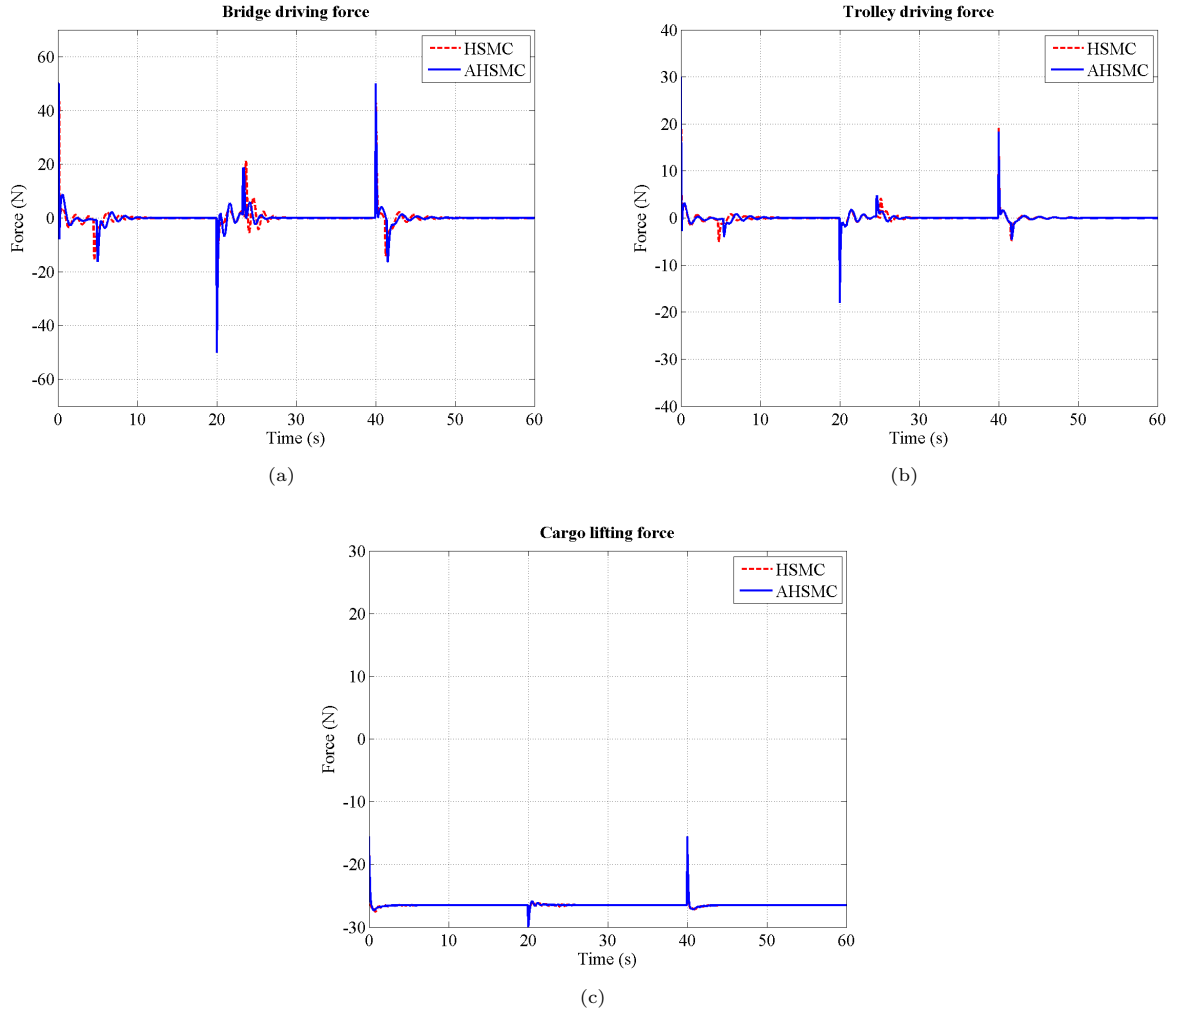 Bridge driving force
HSMC
AHSMC
60
40
20
0
-20
-40
-60
Force (N)
0 10 20 30 40 50 60
Time (s)
(a)
Trolley driving force
HSMC
AHSMC
40
30
20
10
0
-10
-20
-30
-40
Force (N)
0 10 20 30 40 50 60
Time (s)
(b)
Cargo lifting force
HSMC
AHSMC
30
20
10
0
-10
-20
-30
Force (N)
0 10 20 30 40 50 60
Time (s)
(c)